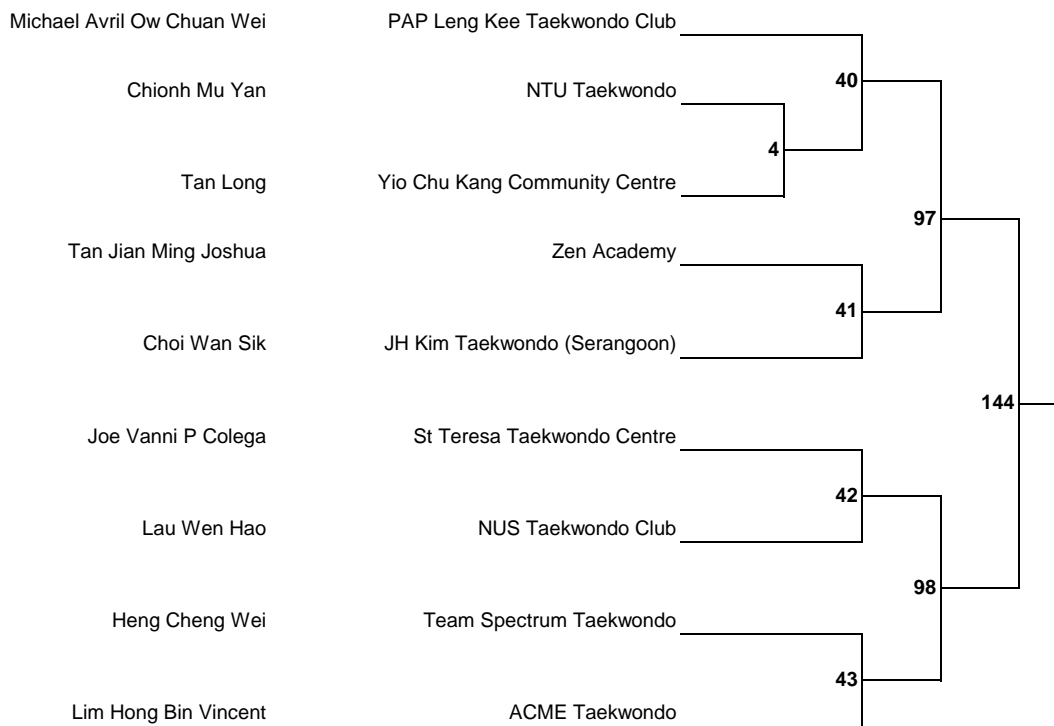 Michael Avril Ow Chuan Wei PAP Leng Kee Taekwondo Club
Chionh Mu Yan NTU Taekwondo 40
4
Tan Long Yio Chu Kang Community Centre
97
Tan Jian Ming Joshua Zen Academy
41
Choi Wan Sik JH Kim Taekwondo (Serangoon)
144
Joe Vanni P Colega St Teresa Taekwondo Centre
42
Lau Wen Hao NUS Taekwondo Club
98
Heng Cheng Wei Team Spectrum Taekwondo
43
Lim Hong Bin Vincent ACME Taekwondo